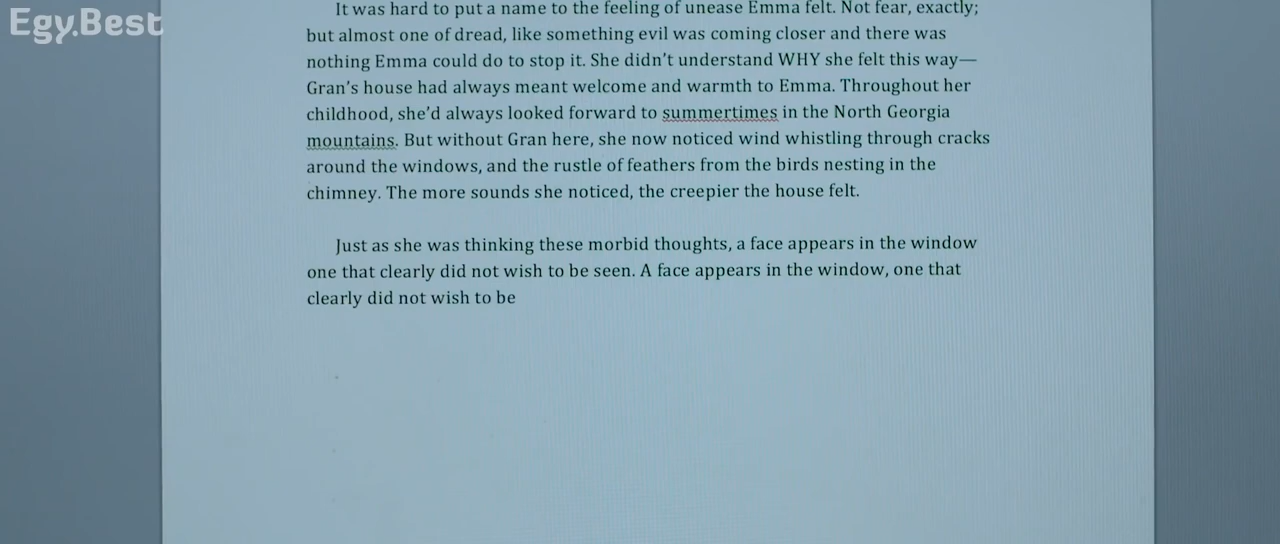 Egy.Best
It was hard to put a name to the feeling of unease Emma felt. Not fear, exactly;
but almost one of dread, like something evil was coming closer and there was
nothing Emma could do to stop it. She didn’t understand WHY she felt this way—
Gran’s house had always meant welcome and warmth to Emma. Throughout her
childhood, she’d always looked forward to summertimes in the North Georgia
mountains. But without Gran here, she now noticed wind whistling through cracks
around the windows, and the rustle of feathers from the birds nesting in the
chimney. The more sounds she noticed, the creepier the house felt.
Just as she was thinking these morbid thoughts, a face appears in the window
one that clearly did not wish to be seen. A face appears in the window, one that
clearly did not wish to be